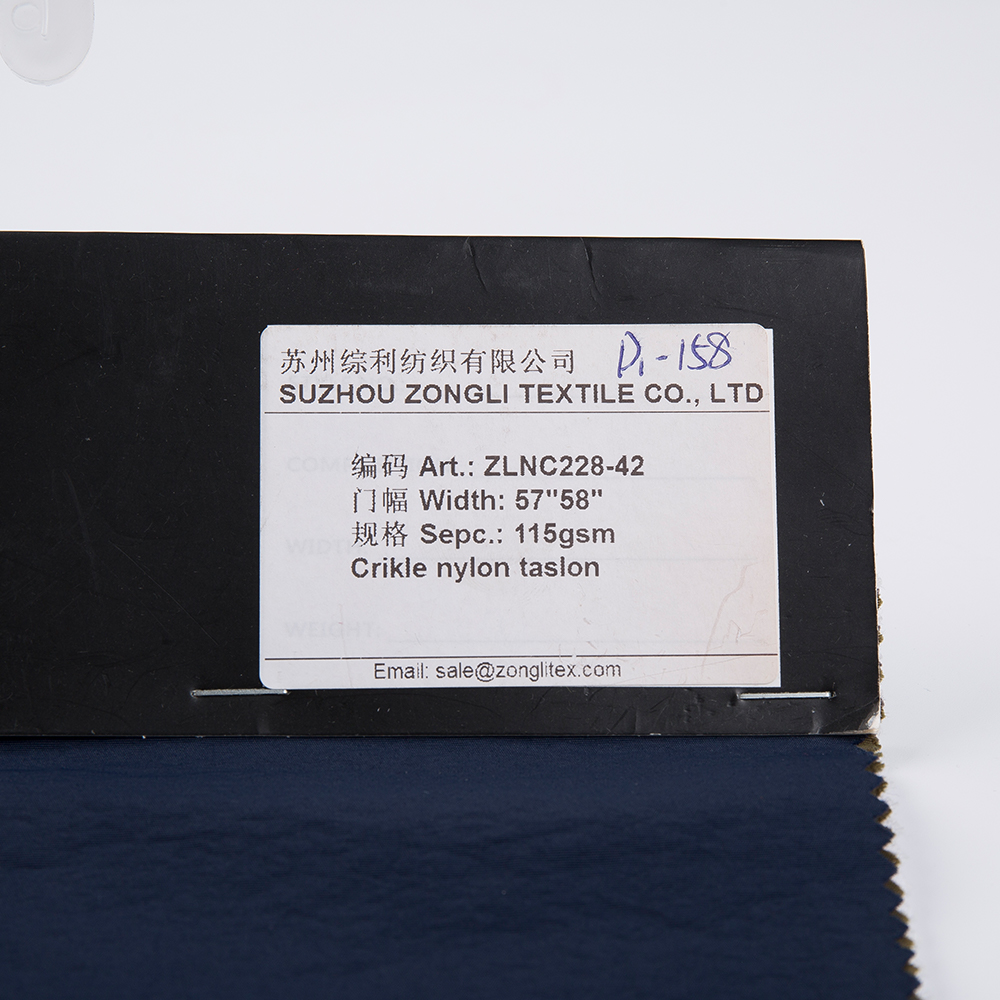 苏州综利纺织有限公司 D1-158
SUZHOU ZONGLI TEXTILE CO., LTD
编码 Art.: ZLNC228-42
门幅 Width: 57"58"
规格 Sepc.: 115gsm
Crikle nylon taslon
WEIGHT:
Email: sale@zonglitex.com